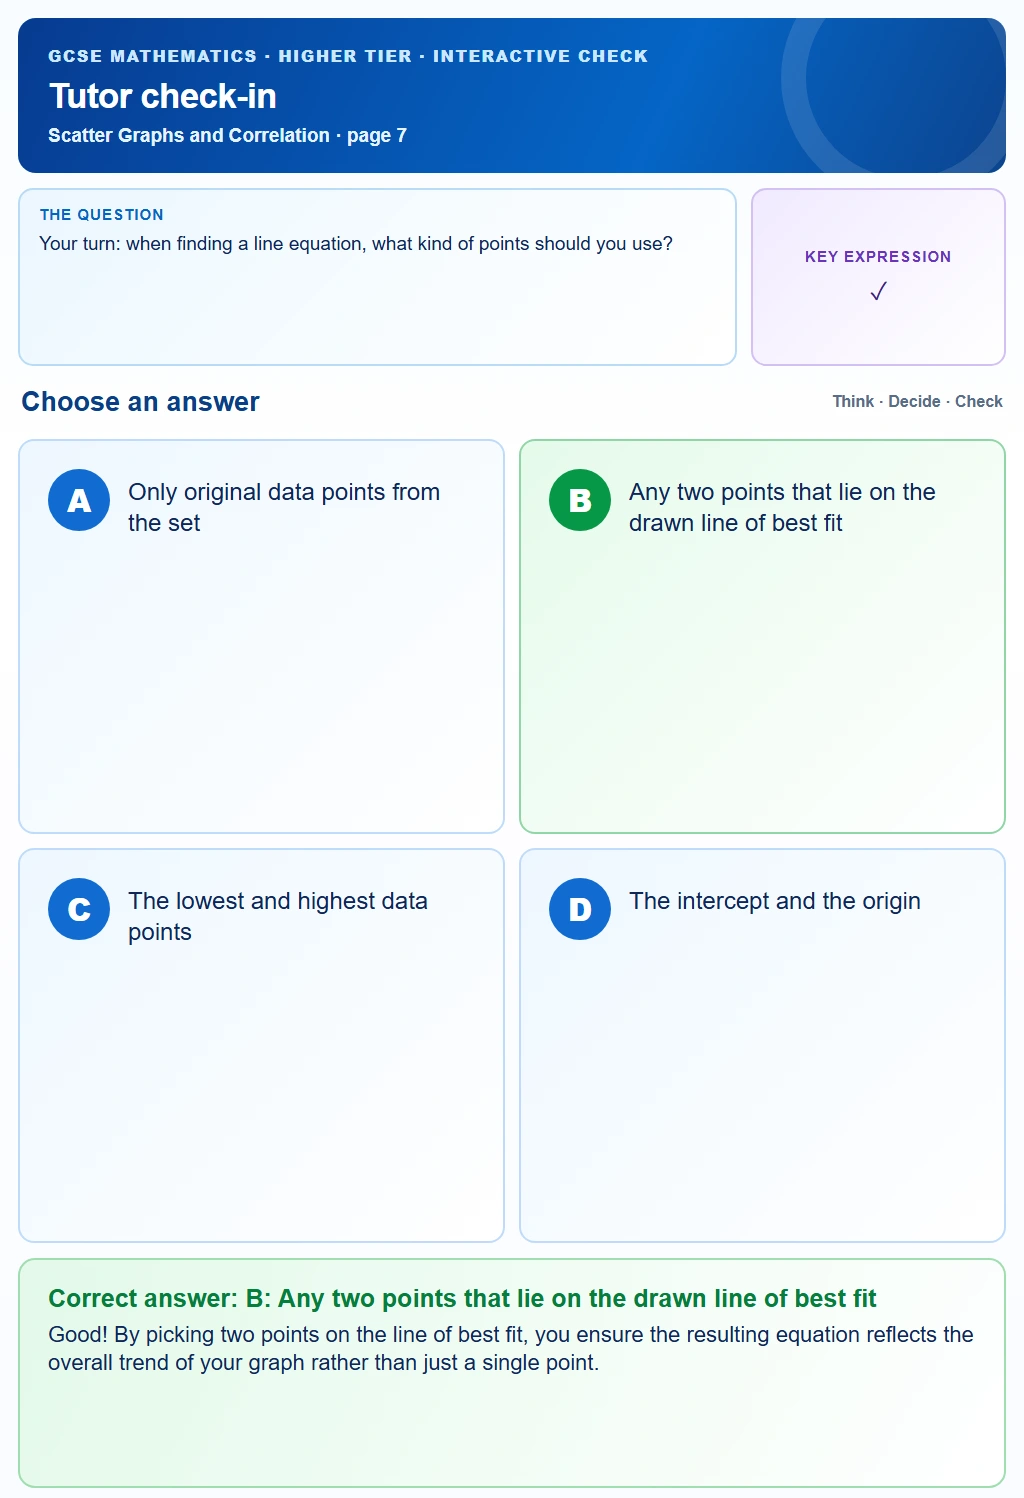 GCSE MATHEMATICS · HIGHER TIER · INTERACTIVE CHECK
Tutor check-in
Scatter Graphs and Correlation · page 7
THE QUESTION
Your turn: when finding a line equation, what kind of points should you use?
KEY EXPRESSION
✓
Choose an answer
Think · Decide · Check
A
Only original data points from
the set
B
Any two points that lie on the
drawn line of best fit
C
The lowest and highest data
points
D
The intercept and the origin
Correct answer: B: Any two points that lie on the drawn line of best fit
Good! By picking two points on the line of best fit, you ensure the resulting equation reflects the
overall trend of your graph rather than just a single point.